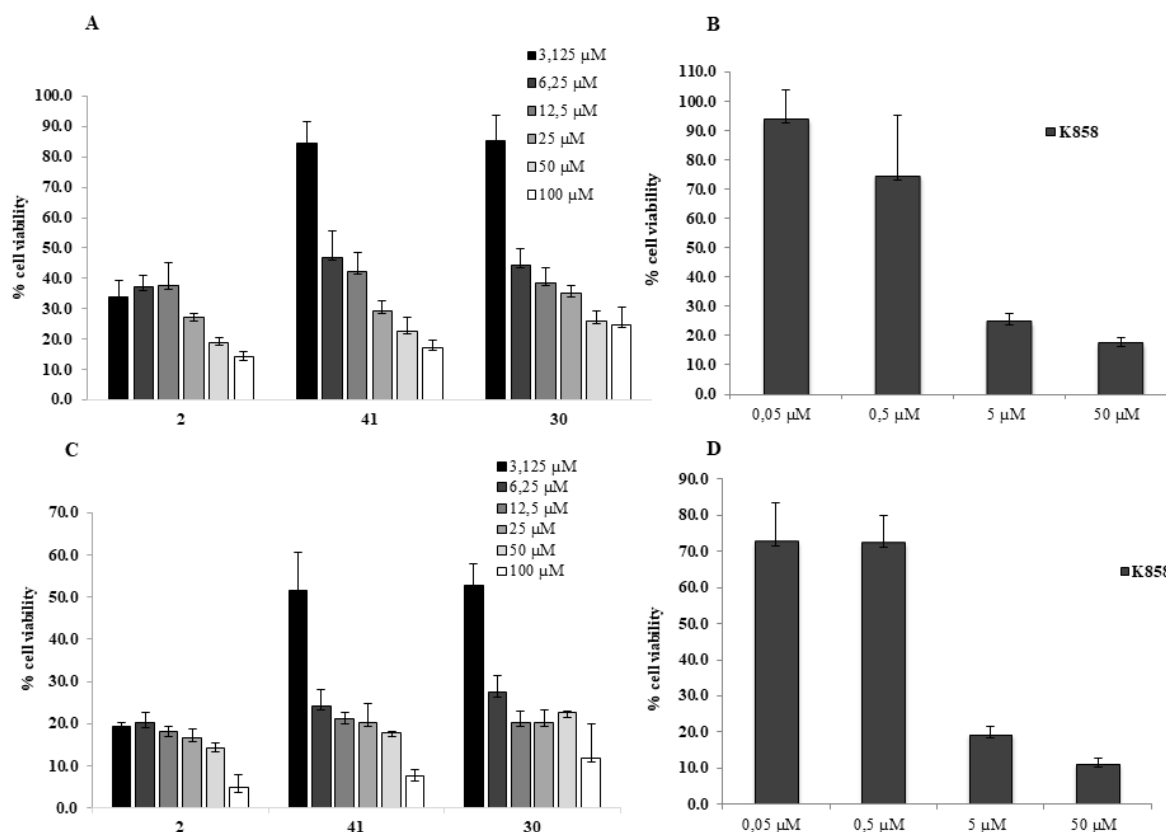 A
3,125 µM
6,25 µM
12,5 µM
25 µM
50 µM
100 µM
100.0
90.0
80.0
70.0
60.0
50.0
40.0
30.0
20.0
10.0
0.0
% cell viability
2 41 30
B
K858
110.0
100.0
90.0
80.0
70.0
60.0
50.0
40.0
30.0
20.0
10.0
0.0
% cell viability
0,05 µM 0,5 µM 5 µM 50 µM
C
3,125 µM
6,25 µM
12,5 µM
25 µM
50 µM
100 µM
70.0
60.0
50.0
40.0
30.0
20.0
10.0
0.0
% cell viability
2 41 30
D
K858
90.0
80.0
70.0
60.0
50.0
40.0
30.0
20.0
10.0
0.0
% cell viability
0,05 µM 0,5 µM 5 µM 50 µM